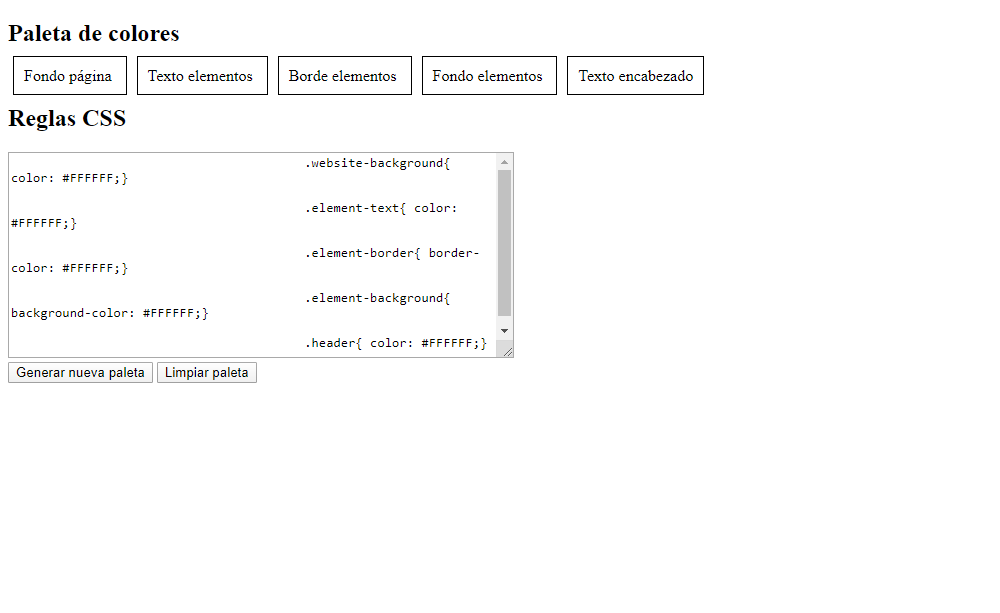 Paleta de colores
Fondo página Texto elementos Borde elementos Fondo elementos Texto encabezado
Reglas CSS
.website-background{
color: #FFFFFF;}
.element-text{ color:
#FFFFFF;}
.element-border{ border-
color: #FFFFFF;}
.element-background{
background-color: #FFFFFF;}
.header{ color: #FFFFFF;}
Generar nueva paleta Limpiar paleta